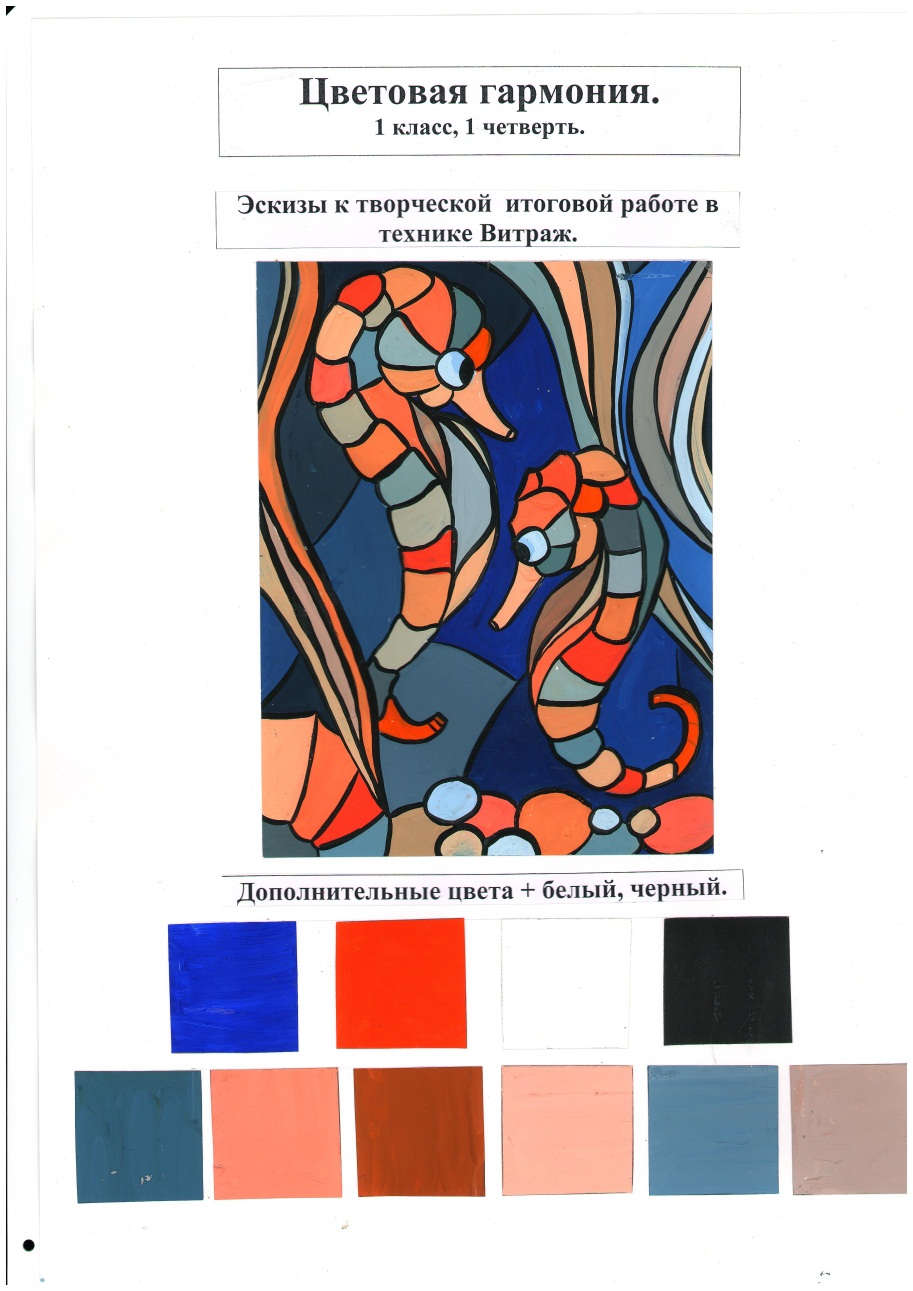 Цветовая гармония.
1 класс, 1 четверть.
Эскизы к творческой итоговой работе в
технике Витраж.
Дополнительные цвета + белый, черный.